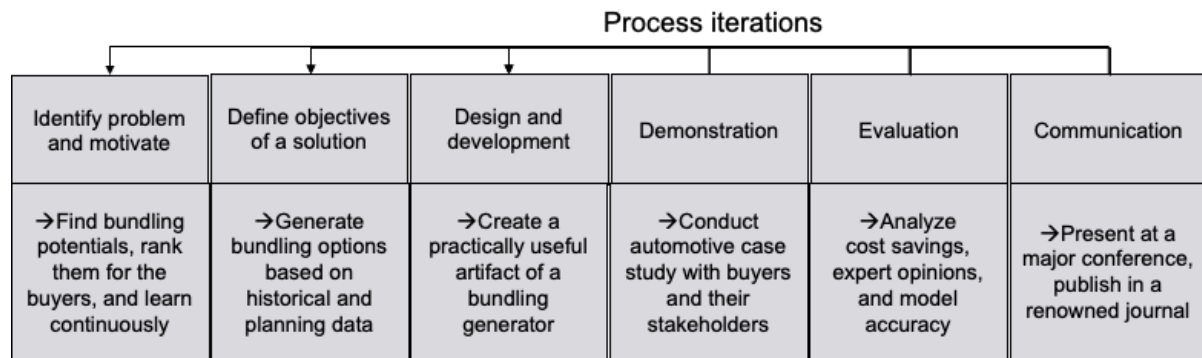 Process iterations
Identify problem
and motivate
Define objectives
of a solution
Design and
development
Demonstration
Evaluation
Communication
→Find bundling
potentials, rank
them for the
buyers, and learn
continuously
→Generate
bundling options
based on
historical and
planning data
→Create a
practically useful
artifact of a
bundling
generator
→Conduct
automotive case
study with buyers
and their
stakeholders
→Analyze
cost savings,
expert opinions,
and model
accuracy
→Present at a
major conference,
publish in a
renowned journal